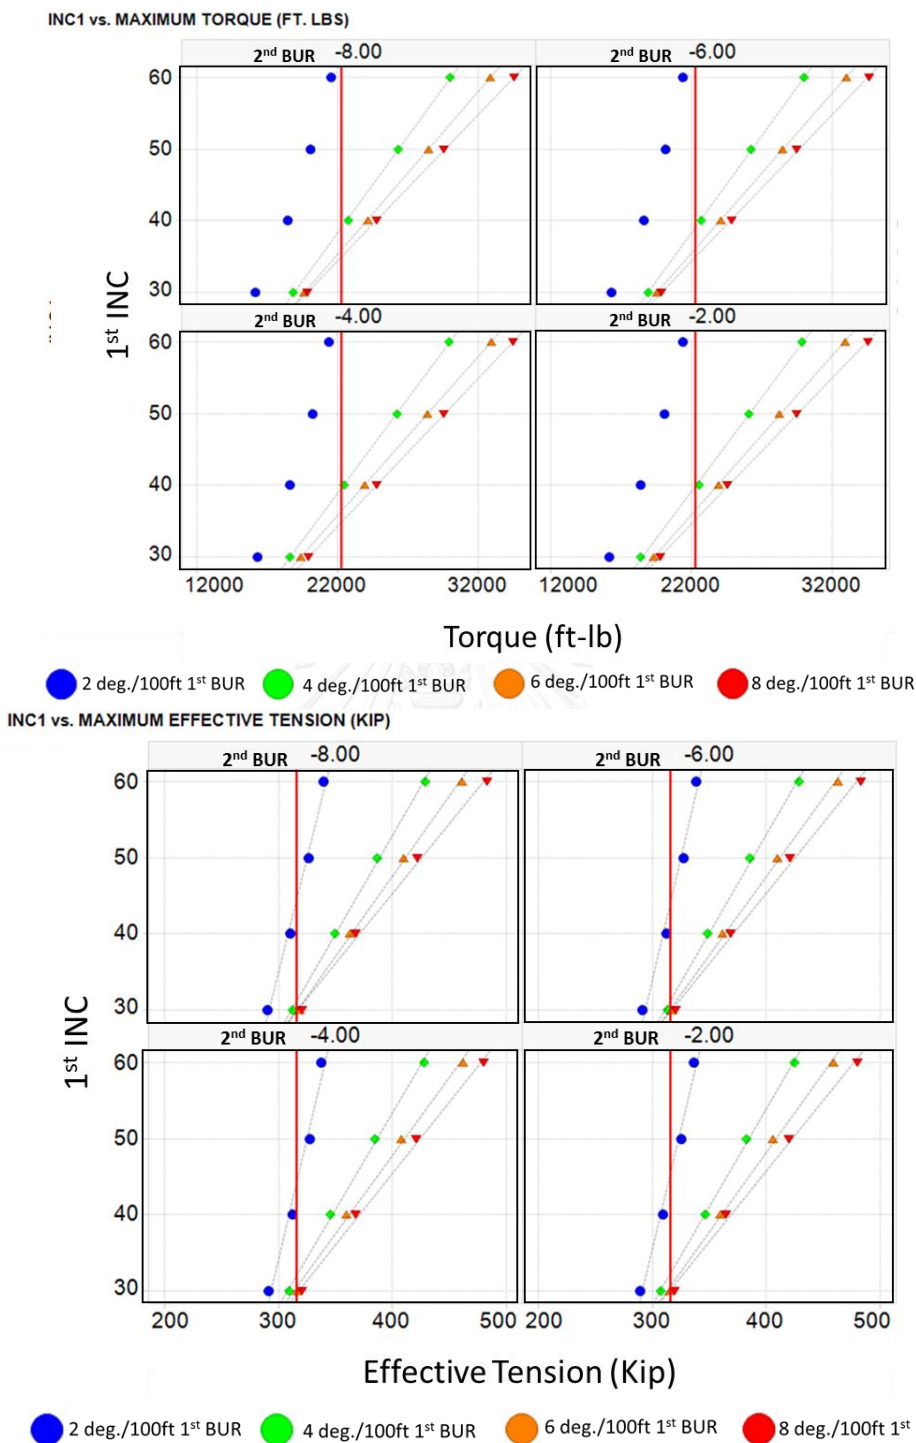 INC1 vs. MAXIMUM TORQUE (FT. LBS)
2nd BUR -8.00
2nd BUR -6.00
60
50
40
30
1st INC
2nd BUR -4.00
2nd BUR -2.00
60
50
40
30
12000 22000 32000 12000 22000 32000
Torque (ft-lb)
2 deg./100ft 1st BUR 4 deg./100ft 1st BUR 6 deg./100ft 1st BUR 8 deg./100ft 1st BUR
INC1 vs. MAXIMUM EFFECTIVE TENSION (KIP)
2nd BUR -8.00
2nd BUR -6.00
60
50
40
30
1st INC
2nd BUR -4.00
2nd BUR -2.00
60
50
40
30
200 300 400 500 200 300 400 500
Effective Tension (Kip)
2 deg./100ft 1st BUR 4 deg./100ft 1st BUR 6 deg./100ft 1st BUR 8 deg./100ft 1st